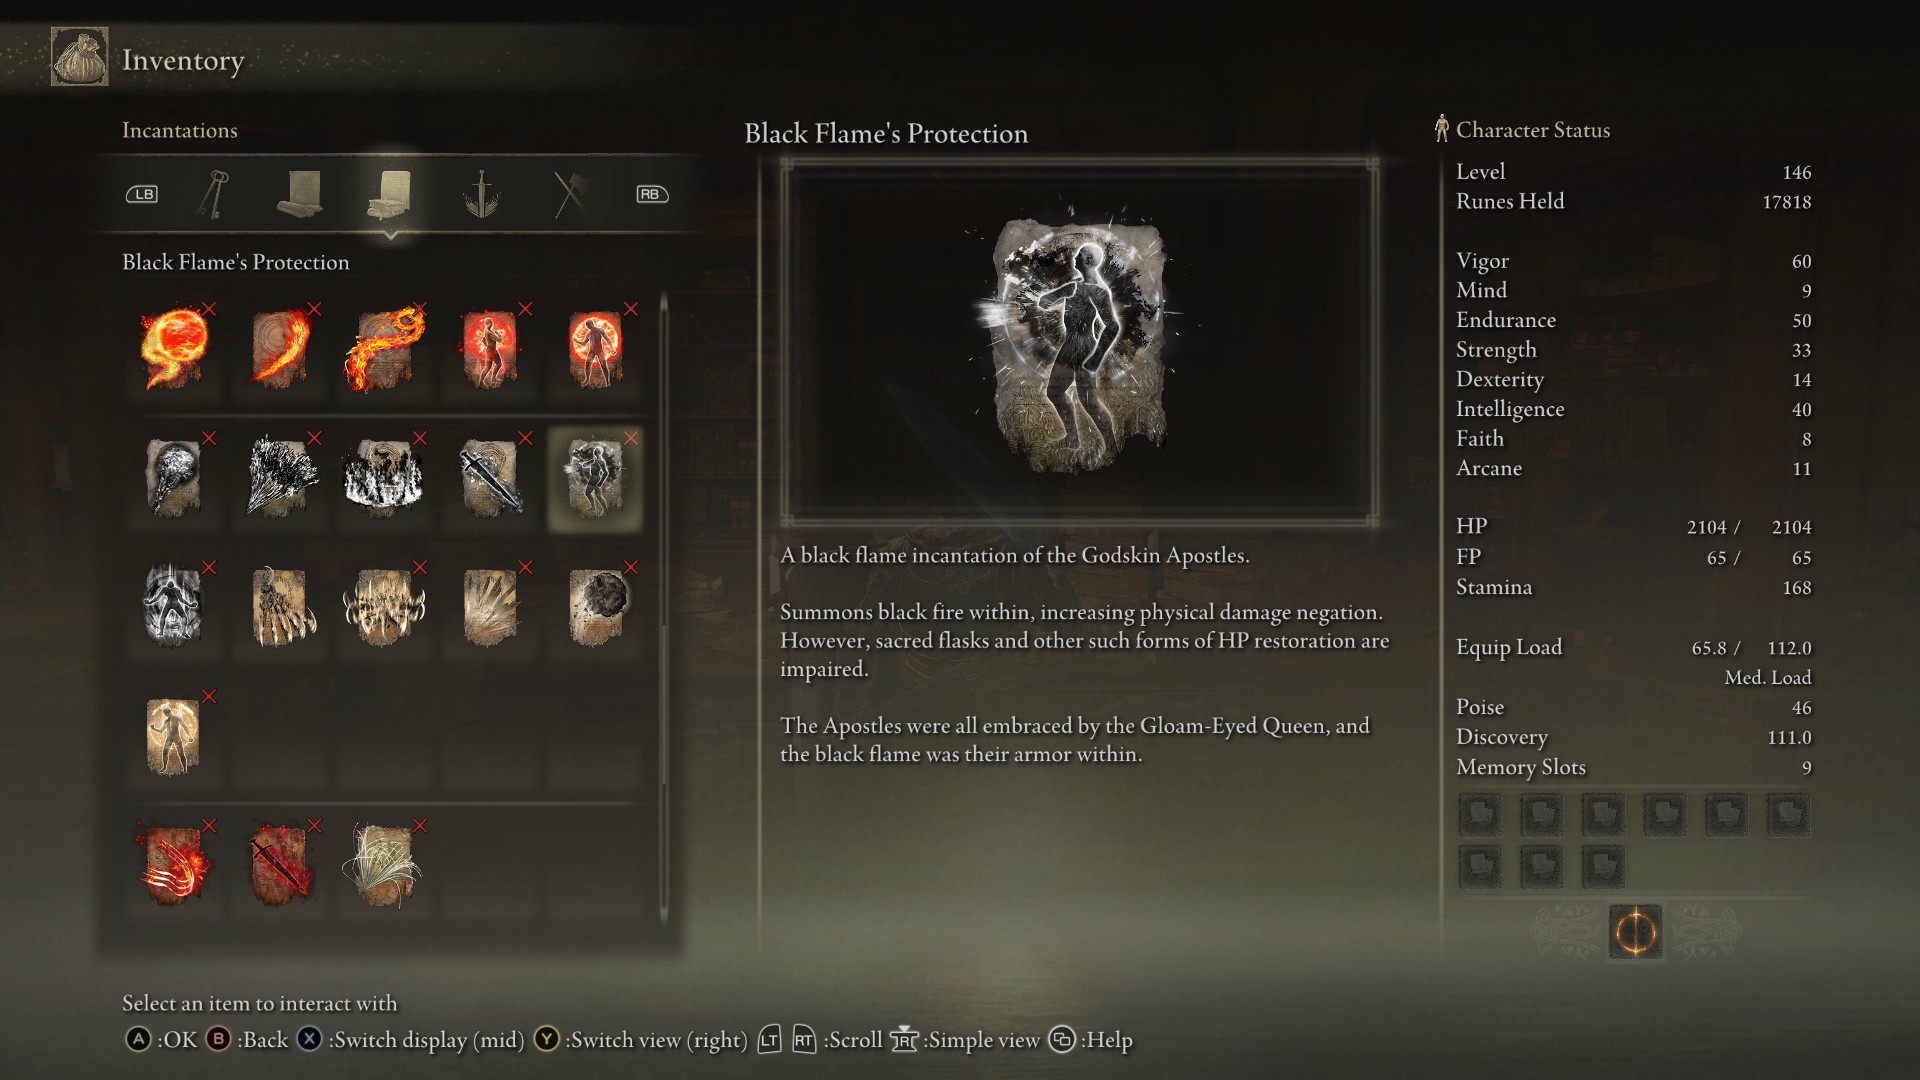 Inventory
Incantations
LB
RB
Black Flame's Protection
Black Flame's Protection
A black flame incantation of the Godskin Apostles.
Summons black fire within, increasing physical damage negation.
However, sacred flasks and other such forms of HP restoration are
impaired.
The Apostles were all embraced by the Gloam-Eyed Queen, and
the black flame was their armor within.
Character Status
Level 146
Runes Held 17818
Vigor 60
Mind 9
Endurance 50
Strength 33
Dexterity 14
Intelligence 40
Faith 8
Arcane 11
HP 2104 / 2104
FP 65 / 65
Stamina 168
Equip Load 65.8 / 112.0
Med. Load
Poise 46
Discovery 111.0
Memory Slots 9
Select an item to interact with
A :OK B :Back X :Switch display (mid) Y :Switch view (right) LT RT :Scroll R :Simple view :Help